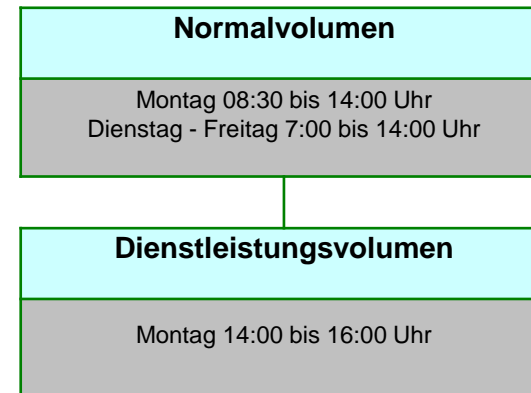 Normalvolumen
Montag 08:30 bis 14:00 Uhr
Dienstag - Freitag 7:00 bis 14:00 Uhr
Dienstleistungsvolumen
Montag 14:00 bis 16:00 Uhr